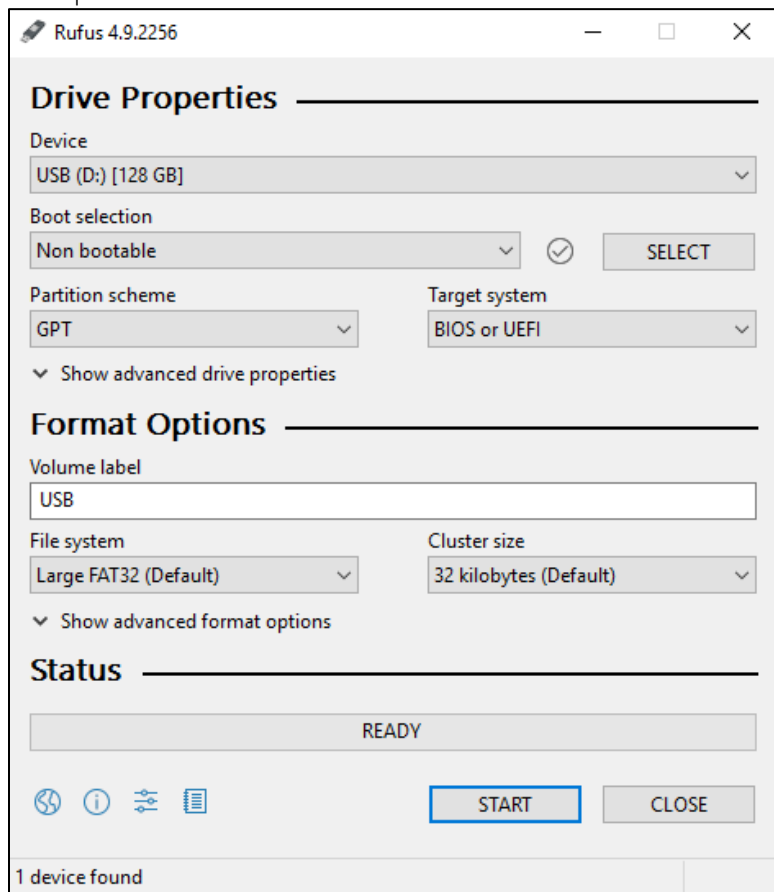 Rufus 4.9.2256
Drive Properties
Device
USB (D:) [128 GB]
Boot selection
Non bootable
SELECT
Partition scheme
Target system
GPT
BIOS or UEFI
Show advanced drive properties
Format Options
Volume label
USB
File system
Cluster size
Large FAT32 (Default)
32 kilobytes (Default)
Show advanced format options
Status
READY
START
CLOSE
1 device found